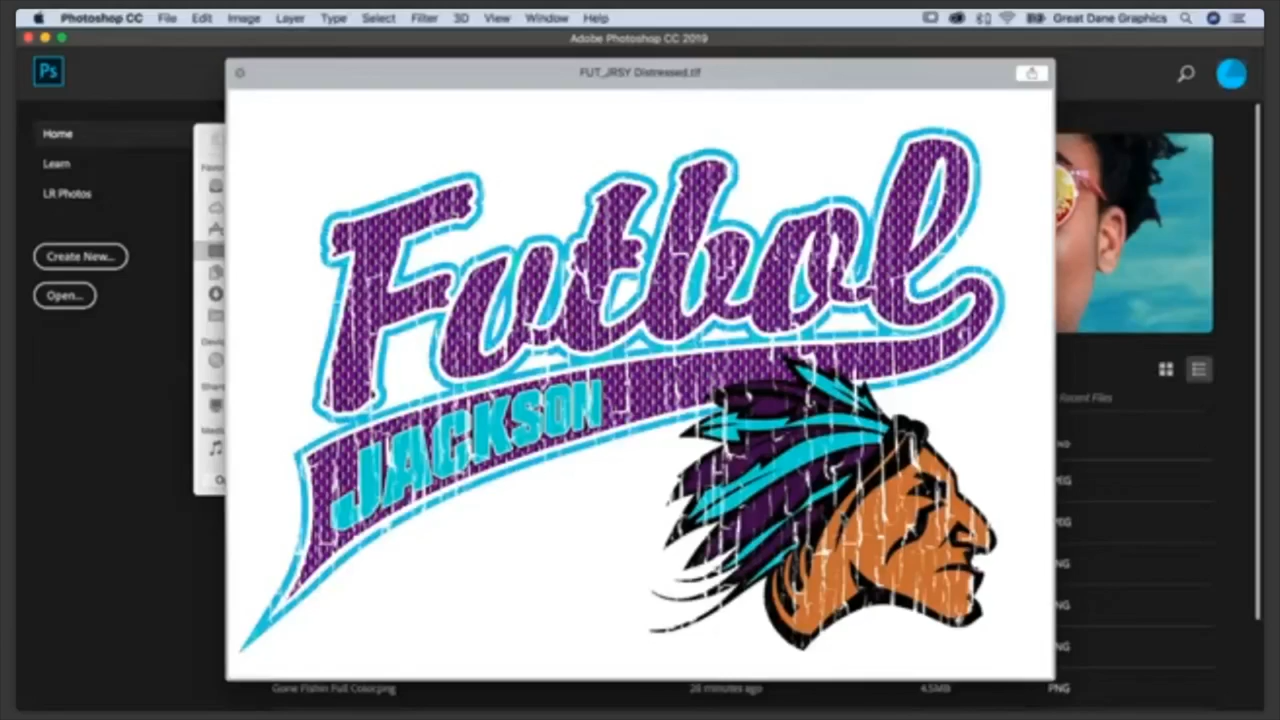 Photoshop CC File Edit Image Layer Type Select Filter 3D View Window Help Great Dane Graphics
Adobe Photoshop CC 2019
Ps
FUT_JRSY Distressed.tif
Home
Learn
LR Photos
Create New...
Open...
Futbol
JACKSON
Recent Files
Gone Fishin Full Color.png 28 minutes ago 4.5MB PNG